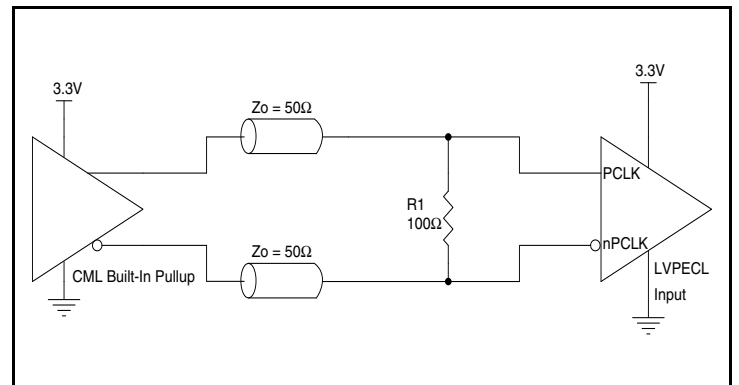 3.3V
3.3V
Zo = 50Ω
PCLK
R1
100Ω
Zo = 50Ω
nPCLK
CML Built-In Pullup
LVPECL
Input